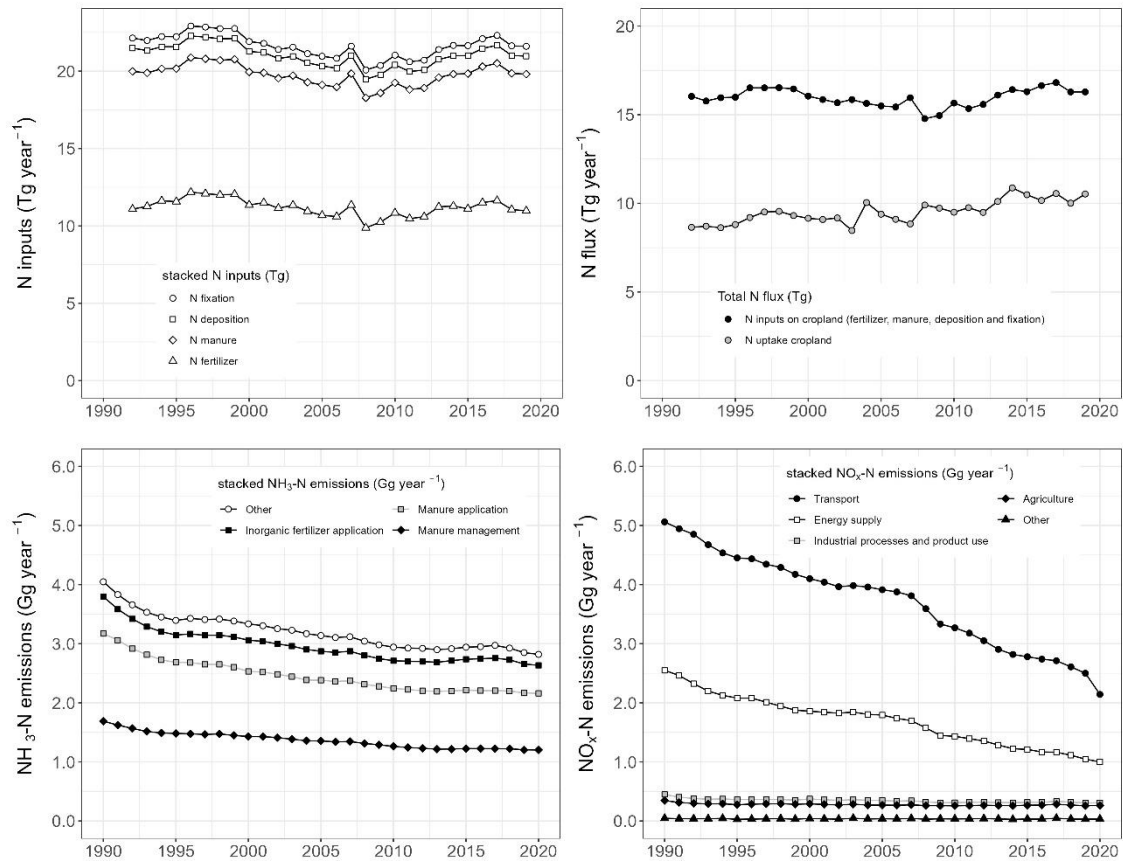 N inputs (Tg year⁻¹)
20
15
10
5
0
stacked N inputs (Tg)
N fixation
N deposition
N manure
N fertilizer
1990 1995 2000 2005 2010 2015 2020
N flux (Tg year⁻¹)
20
15
10
5
0
Total N flux (Tg)
N inputs on cropland (fertilizer, manure, deposition and fixation)
N uptake cropland
1990 1995 2000 2005 2010 2015 2020
NH ₃-N emissions (Gg year⁻¹)
6.0
5.0
4.0
3.0
2.0
1.0
0.0
stacked NH₃-N emissions (Gg year ⁻¹)
Other Manure application
Inorganic fertilizer application Manure management
1990 1995 2000 2005 2010 2015 2020
NOₓ-N emissions (Gg year⁻¹)
6.0
5.0
4.0
3.0
2.0
1.0
0.0
stacked NOₓ-N emissions (Gg year ⁻¹)
Transport Agriculture
Energy supply Other
Industrial processes and product use
1990 1995 2000 2005 2010 2015 2020